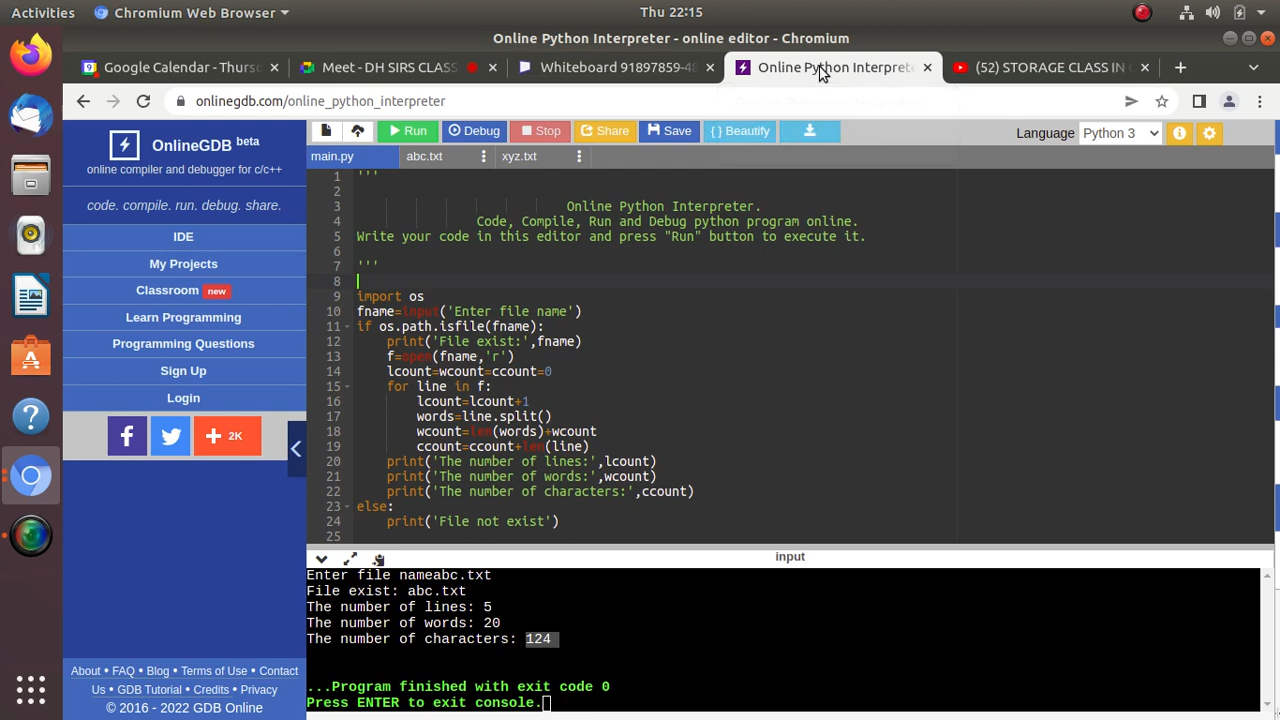 Activities Chromium Web Browser Thu 22:15
Online Python Interpreter - online editor - Chromium
Google Calendar - Thurs Meet - DH SIRS CLASS Whiteboard 91897859-48 Online Python Interprete (52) STORAGE CLASS IN C
onlinegdb.com/online_python_interpreter
Run Debug Stop Share Save { } Beautify Language Python 3
OnlineGDB beta
online compiler and debugger for c/c++
code. compile. run. debug. share.
IDE
My Projects
Classroom new
Learn Programming
Programming Questions
Sign Up
Login
2K
About • FAQ • Blog • Terms of Use • Contact
Us • GDB Tutorial • Credits • Privacy
© 2016 - 2022 GDB Online
main.py abc.txt xyz.txt
1 '''
2
3 Online Python Interpreter.
4 Code, Compile, Run and Debug python program online.
5 Write your code in this editor and press "Run" button to execute it.
6
7 '''
8
9 import os
10 fname=input('Enter file name')
11 if os.path.isfile(fname):
12 print('File exist:',fname)
13 f=open(fname,'r')
14 lcount=wcount=ccount=0
15 for line in f:
16 lcount=lcount+1
17 words=line.split()
18 wcount=len(words)+wcount
19 ccount=ccount+len(line)
20 print('The number of lines:',lcount)
21 print('The number of words:',wcount)
22 print('The number of characters:',ccount)
23 else:
24 print('File not exist')
25
input
Enter file nameabc.txt
File exist: abc.txt
The number of lines: 5
The number of words: 20
The number of characters: 124
...Program finished with exit code 0
Press ENTER to exit console.